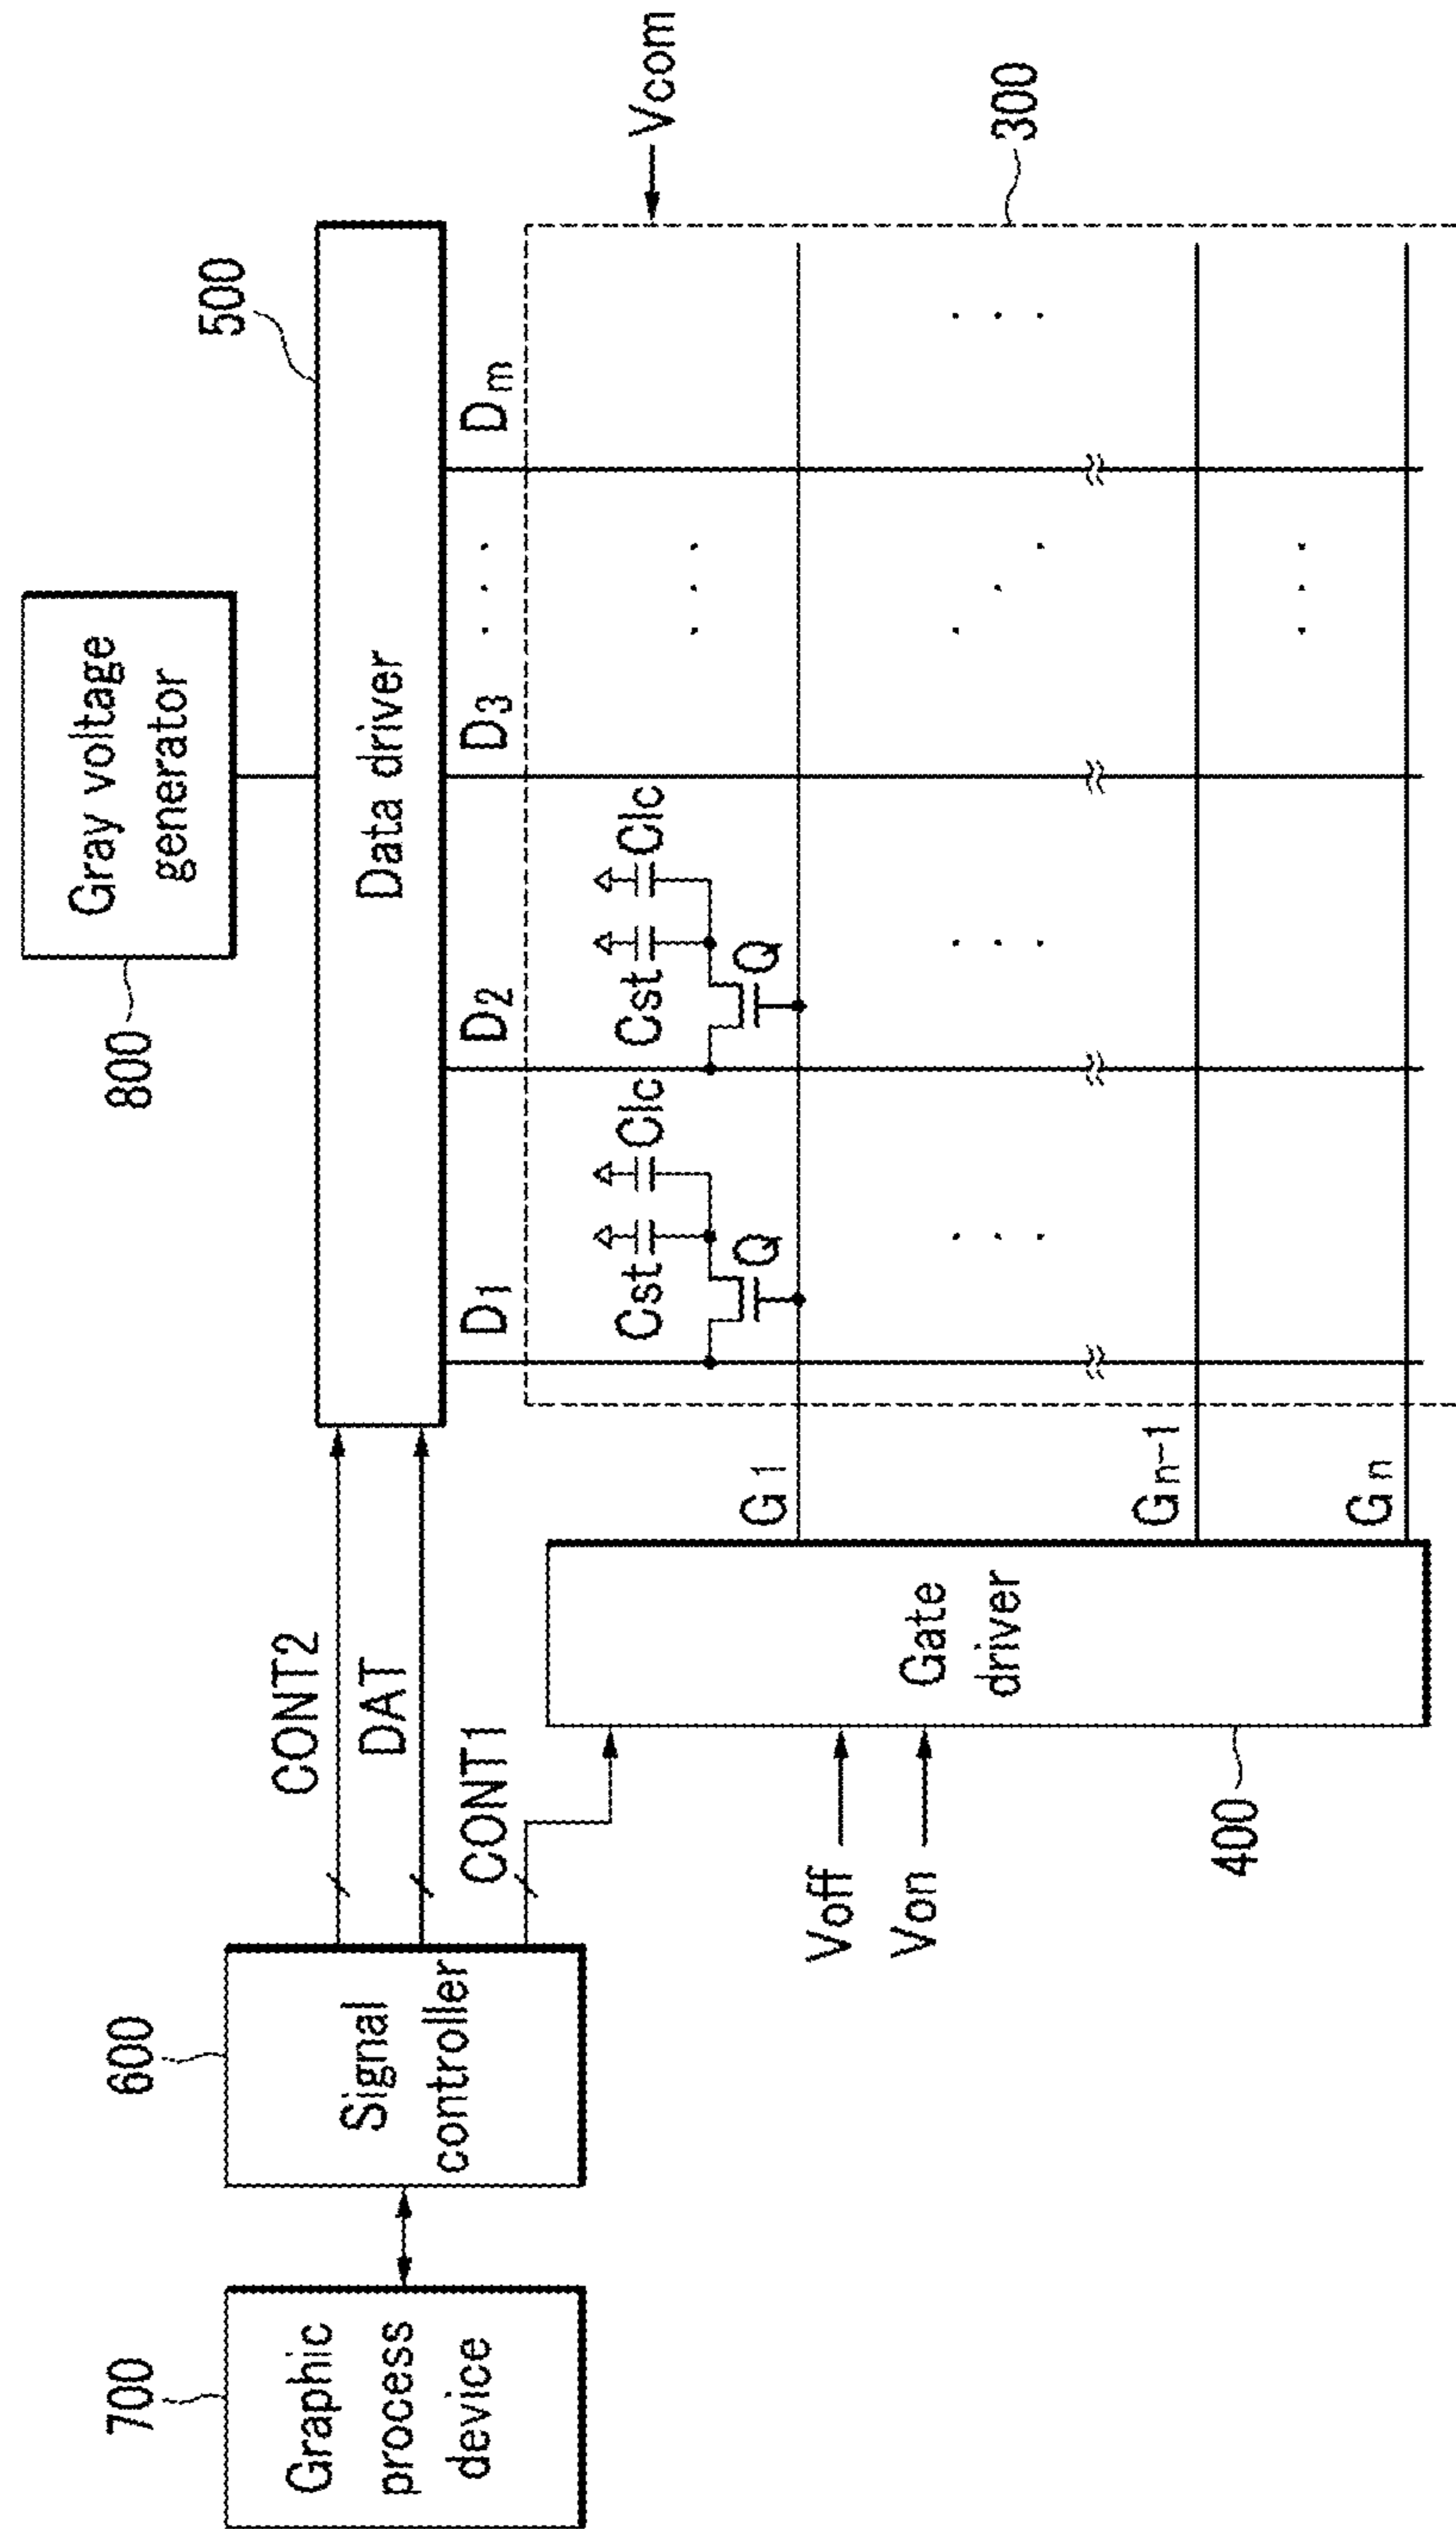 800
Gray voltage
generator
500
Data driver
700
Graphic
process
device
600
Signal
controller
CONT2
DAT
CONT1
D1
D2
D3
Dm
Vcom
Cst
Clc
Q
Cst
Clc
Q
300
Voff
Von
Gate
driver
400
G1
Gn-1
Gn